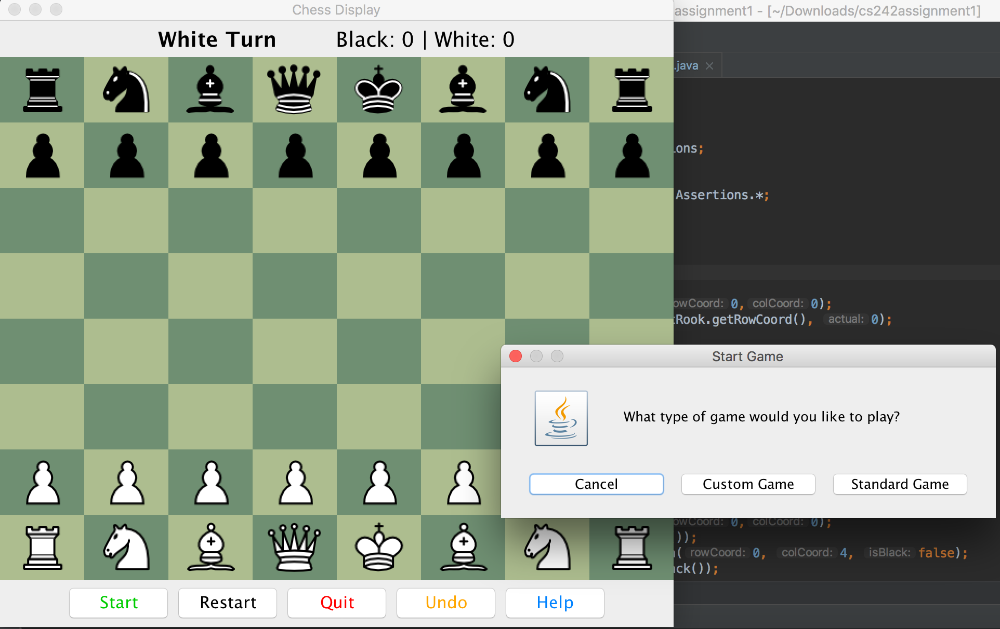 Chess Display
assignment1 - [~/Downloads/cs242assignment1]
White Turn
Black: 0 | White: 0
.java
ons;
Assertions.*;
owCoord: 0, colCoord: 0);
tRook.getRowCoord(), actual: 0);
Start Game
What type of game would you like to play?
Cancel
Custom Game
Standard Game
owCoord: 0, colCoord: 0);
));
( rowCoord: 0, colCoord: 4, isBlack: false);
ck());
Start
Restart
Quit
Undo
Help